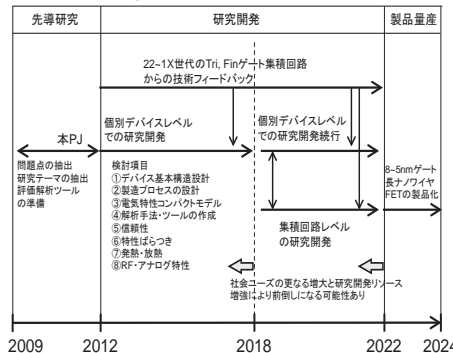 先導研究
研究開発
製品量産
22~1X世代のTri, Finゲート集積回路
からの技術フィードバック
本PJ
個別デバイスレベル
での研究開発
個別デバイスレベル
での研究開発続行
問題点の抽出
研究テーマの抽出
評価解析ツール
の準備
検討項目
①デバイス基本構造設計
②製造プロセスの設計
③電気特性コンパクトモデル
④解析手法・ツールの作成
⑤信頼性
⑥特性ばらつき
⑦発熱・放熱
⑧RF・アナログ特性
8~5nmゲート
長ナノワイヤ
FETの製品化
集積回路レベル
の研究開発
社会ニーズの更なる増大と研究開発リソース
増強により前倒しになる可能性あり
2009 2012 2018 2022 2024